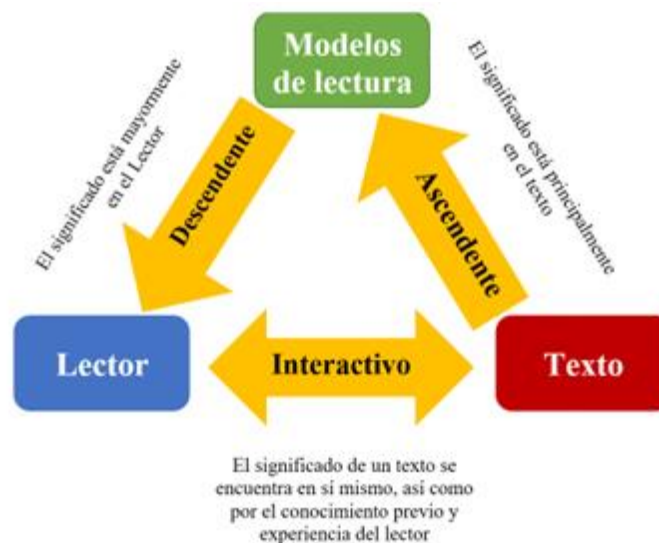 Modelos
de lectura
El significado está mayormente
en el Lector
Descendente
Ascendente
El significado está principalmente
en el texto
Lector
Interactivo
Texto
El significado de un texto se
encuentra en sí mismo, así como
por el conocimiento previo y
experiencia del lector